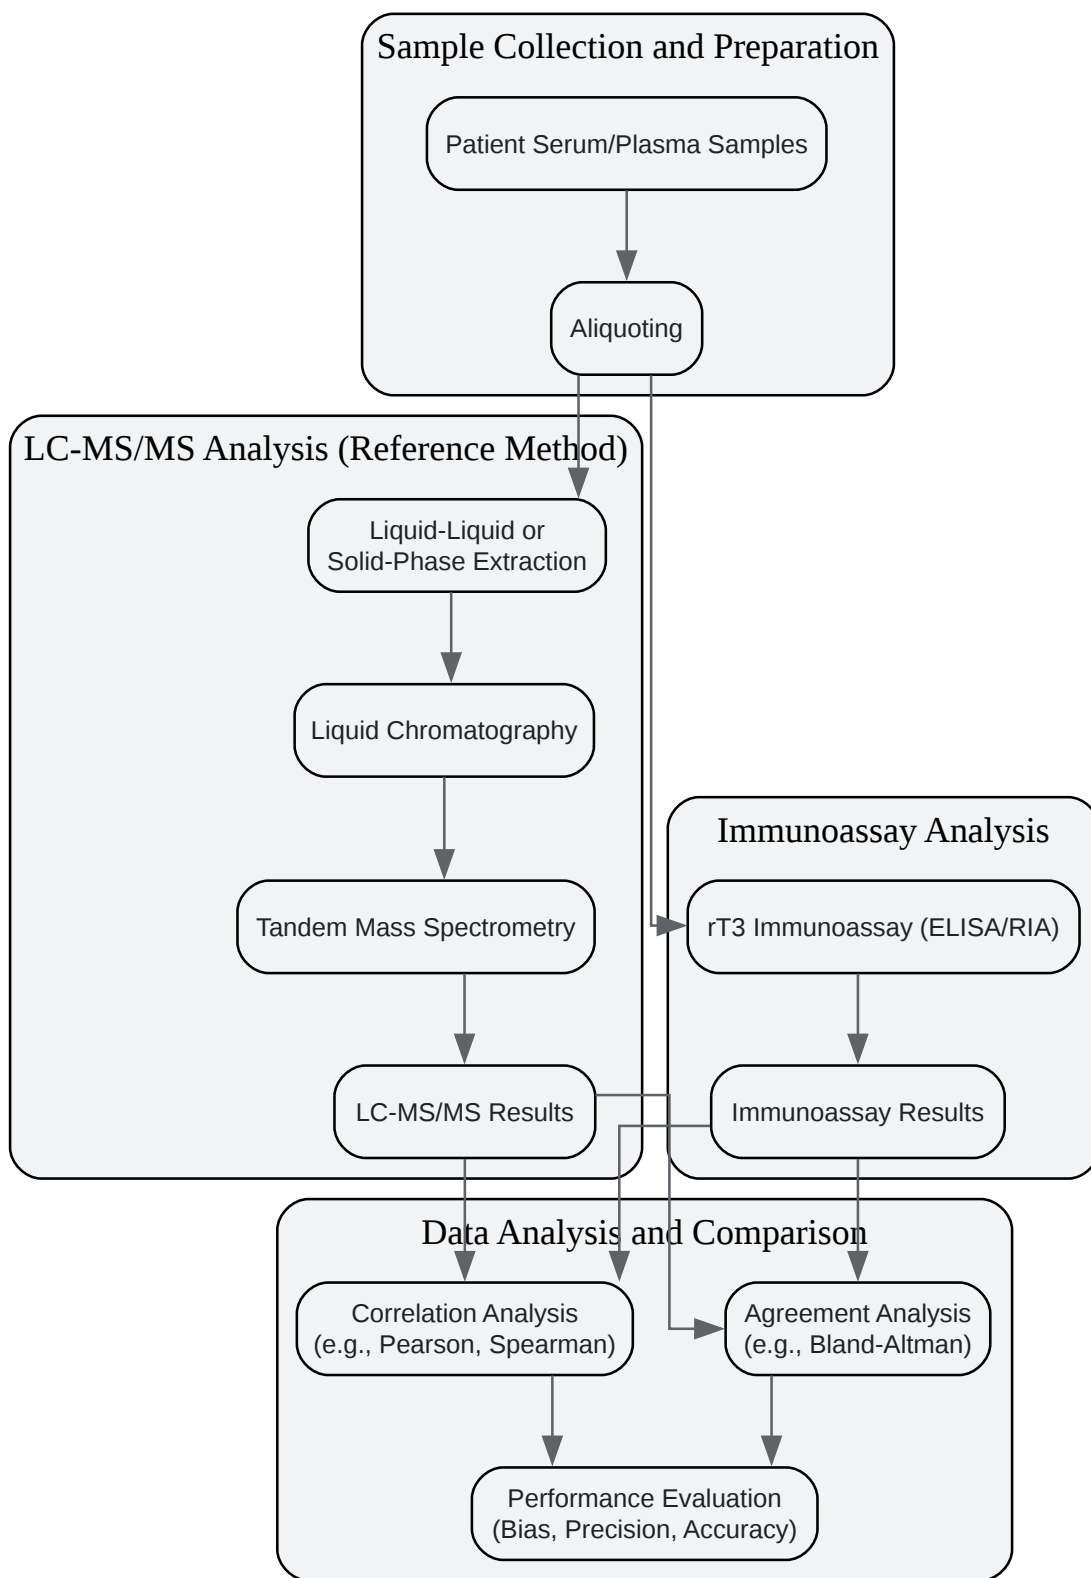 Sample Collection and Preparation
Patient Serum/Plasma Samples
Aliquoting
LC-MS/MS Analysis (Reference Method)
Liquid-Liquid or
Solid-Phase Extraction
Liquid Chromatography
Tandem Mass Spectrometry
LC-MS/MS Results
Immunoassay Analysis
rT3 Immunoassay (ELISA/RIA)
Immunoassay Results
Data Analysis and Comparison
Correlation Analysis
(e.g., Pearson, Spearman)
Agreement Analysis
(e.g., Bland-Altman)
Performance Evaluation
(Bias, Precision, Accuracy)